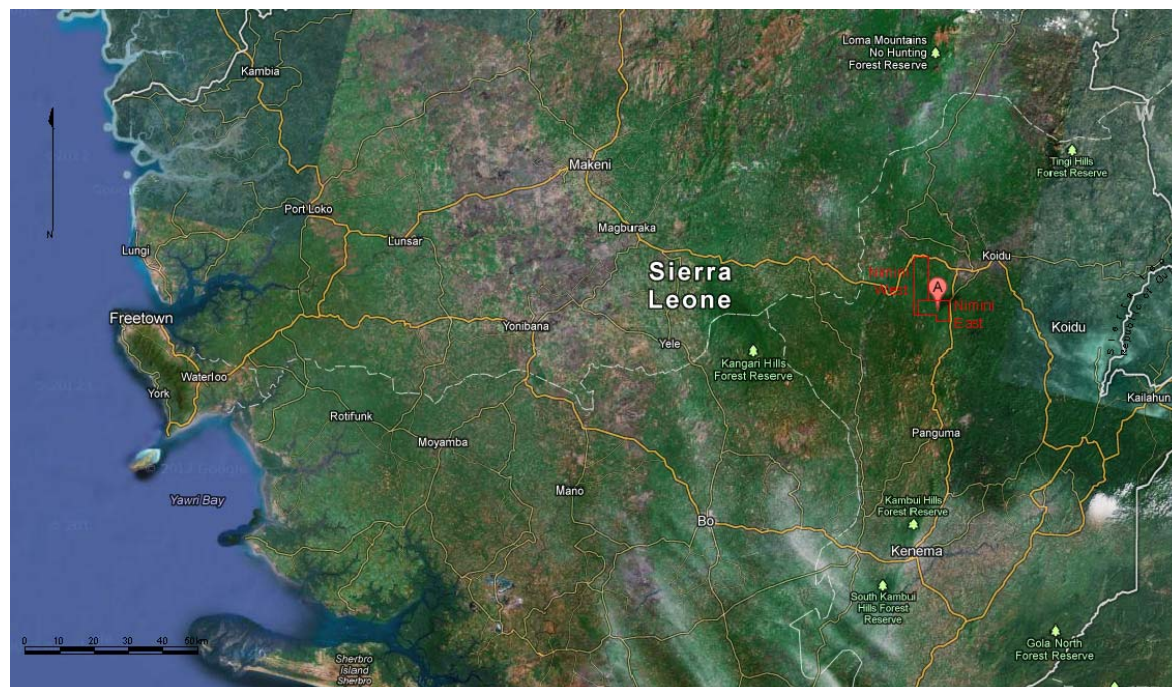 Loma Mountains
No Hunting
Forest Reserve
Kambia
W
Makeni
Tingi Hills
Forest Reserve
Port Loko
Magburaka
N
Lungi
Lunsar
Koidu
Sierra
Leone
A
West
Nimini
East
Freetown
Yonibana
Koidu
Yele
Kangari Hills
Forest Reserve
Waterloo
York
Kailahun
Rotifunk
Moyamba
Panguma
Mano
Yawri Bay
Kambui Hills
Forest Reserve
Bo
Kenema
South Kambui
Hills Forest
Reserve
0 10 20 30 40 50 60 km
Gola North
Forest Reserve
Sherbro
Island
Sherbro